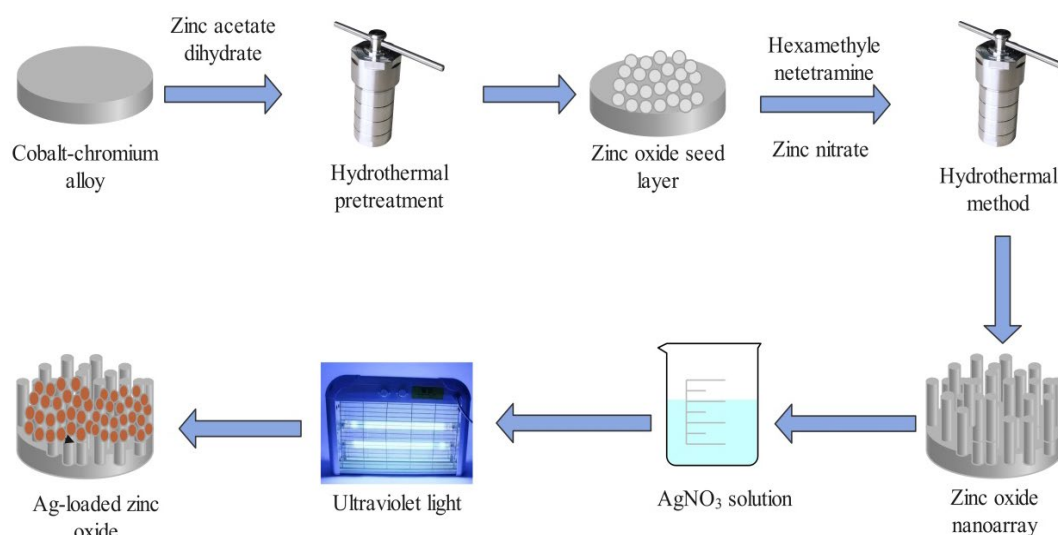 Zinc acetate
dihydrate
Hexamethyle
netetramine
Zinc nitrate
Cobalt-chromium
alloy
Hydrothermal
pretreatment
Zinc oxide seed
layer
Hydrothermal
method
Ag-loaded zinc
oxide
Ultraviolet light
AgNO₃ solution
Zinc oxide
nanoarray